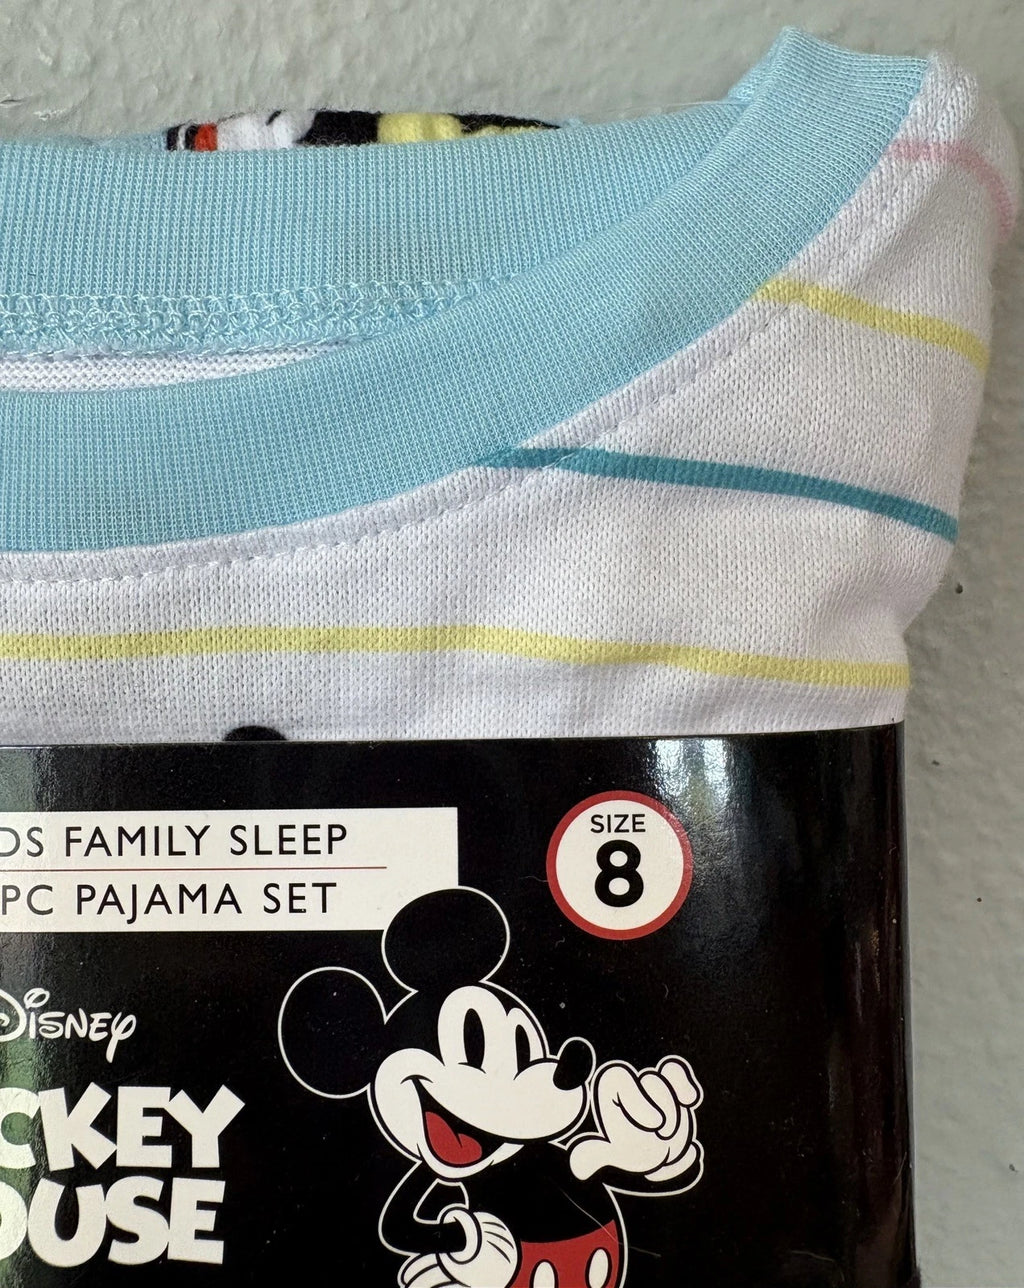 DS FAMILY SLEEP
PC PAJAMA SET
SIZE
8
Disney
CKEY
OUSE